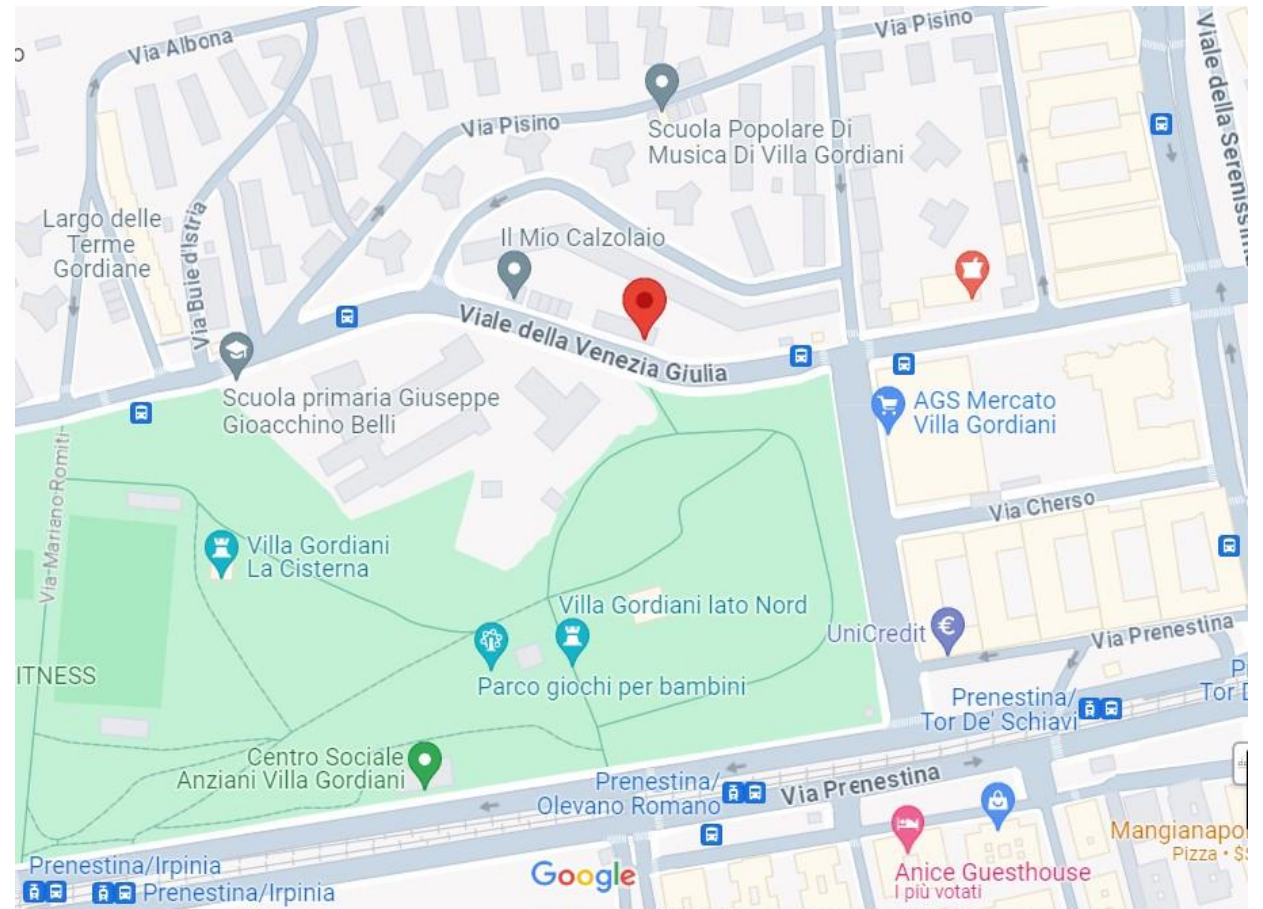 Via Albona
Via Pisino
Viale della Serenissima
Via Pisino
Scuola Popolare Di
Musica Di Villa Gordiani
Largo delle
Terme
Gordiane
Via Buie d'Istria
Il Mio Calzolaio
Viale della Venezia Giulia
Scuola primaria Giuseppe
Gioacchino Belli
AGS Mercato
Villa Gordiani
Via Mariano Romiti
Via Cherso
Villa Gordiani
La Cisterna
Villa Gordiani lato Nord
UniCredit
Via Prenestina
ITNESS
Parco giochi per bambini
Prenestina/
Tor De' Schiavi
P
Tor D
Centro Sociale
Anziani Villa Gordiani
Prenestina/
Olevano Romano
Via Prenestina
Mangianapo
Pizza · $
Prenestina/Irpinia
Prenestina/Irpinia
Google
Anice Guesthouse
I più votati